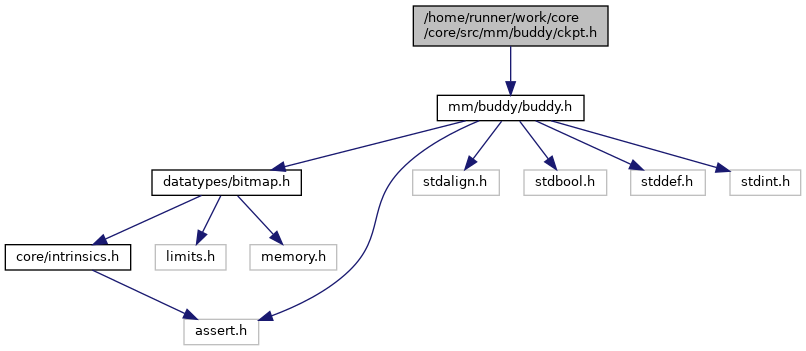 /home/runner/work/core
/core/src/mm/buddy/ckpt.h
mm/buddy/buddy.h
datatypes/bitmap.h
stdalign.h
stdbool.h
stddef.h
stdint.h
core/intrinsics.h
limits.h
memory.h
assert.h